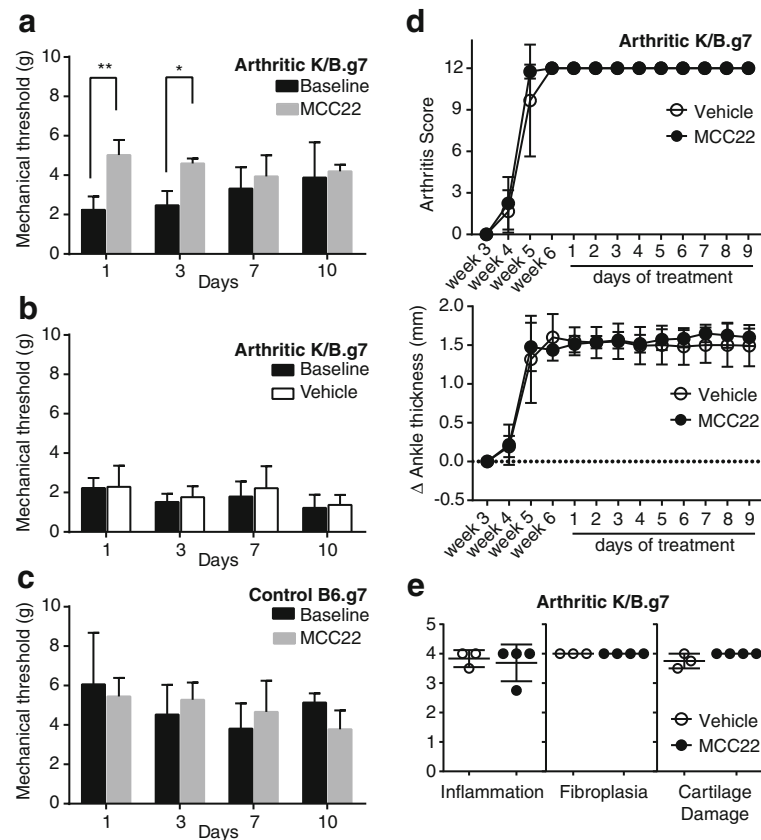 a
Arthritic K/B.g7
Baseline
MCC22
Mechanical threshold (g)
10
8
6
4
2
0
**
*
1 3 7 10
Days
b
Arthritic K/B.g7
Baseline
Vehicle
Mechanical threshold (g)
10
8
6
4
2
0
1 3 7 10
Days
c
Control B6.g7
Baseline
MCC22
Mechanical threshold (g)
10
8
6
4
2
0
1 3 7 10
Days
d
Arthritic K/B.g7
Vehicle
MCC22
Arthritis Score
12
9
6
3
0
week 3 week 4 week 5 week 6 1 2 3 4 5 6 7 8 9
days of treatment
Δ Ankle thickness (mm)
2.0
1.5
1.0
0.5
0.0
-0.5
Vehicle
MCC22
week 3 week 4 week 5 week 6 1 2 3 4 5 6 7 8 9
days of treatment
e
Arthritic K/B.g7
5
4
3
2
1
0
Vehicle
MCC22
Inflammation Fibroplasia Cartilage
Damage